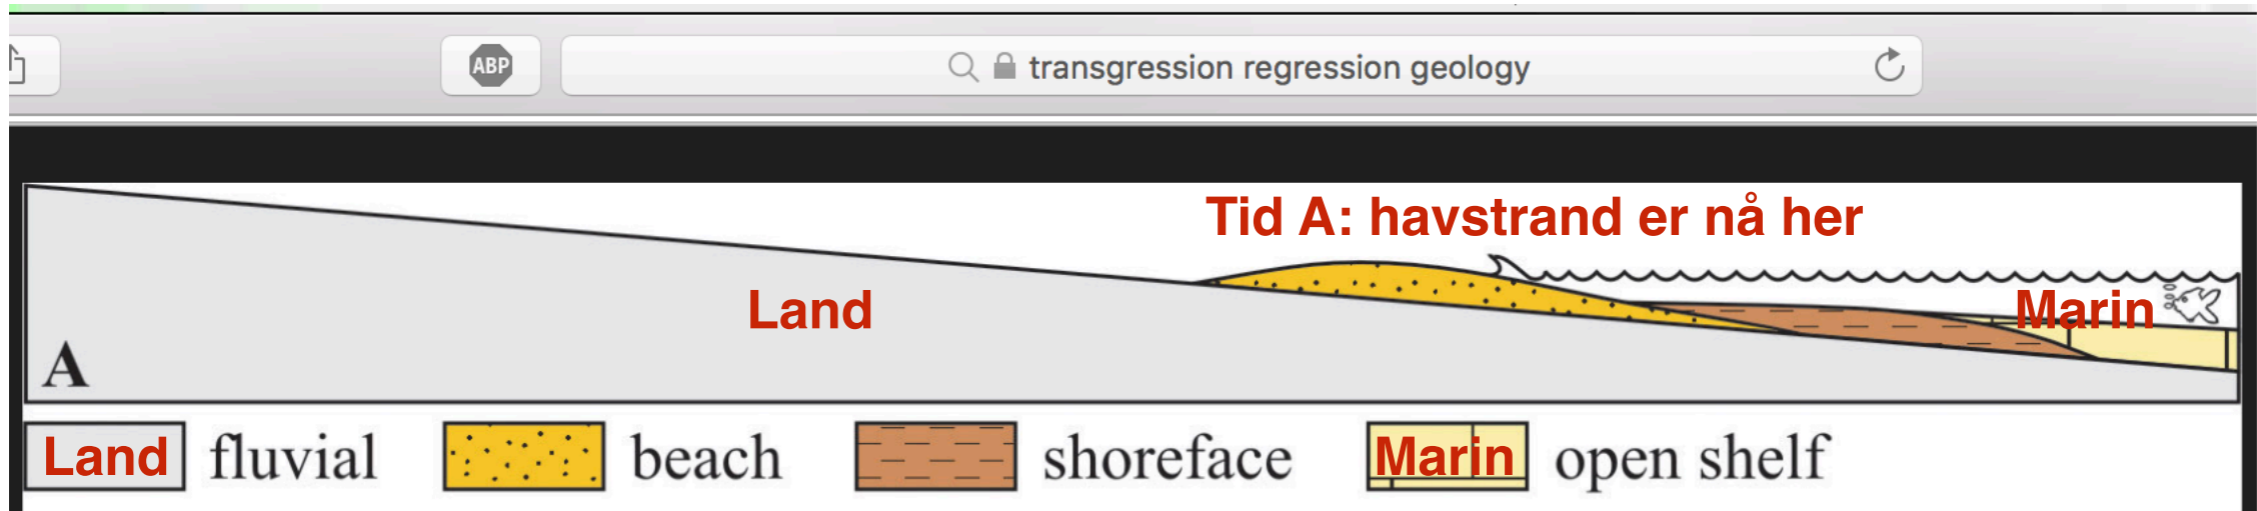 ABP
transgression regression geology
Tid A: havstrand er nå her
Land
Marin
A
Land fluvial beach shoreface Marin open shelf